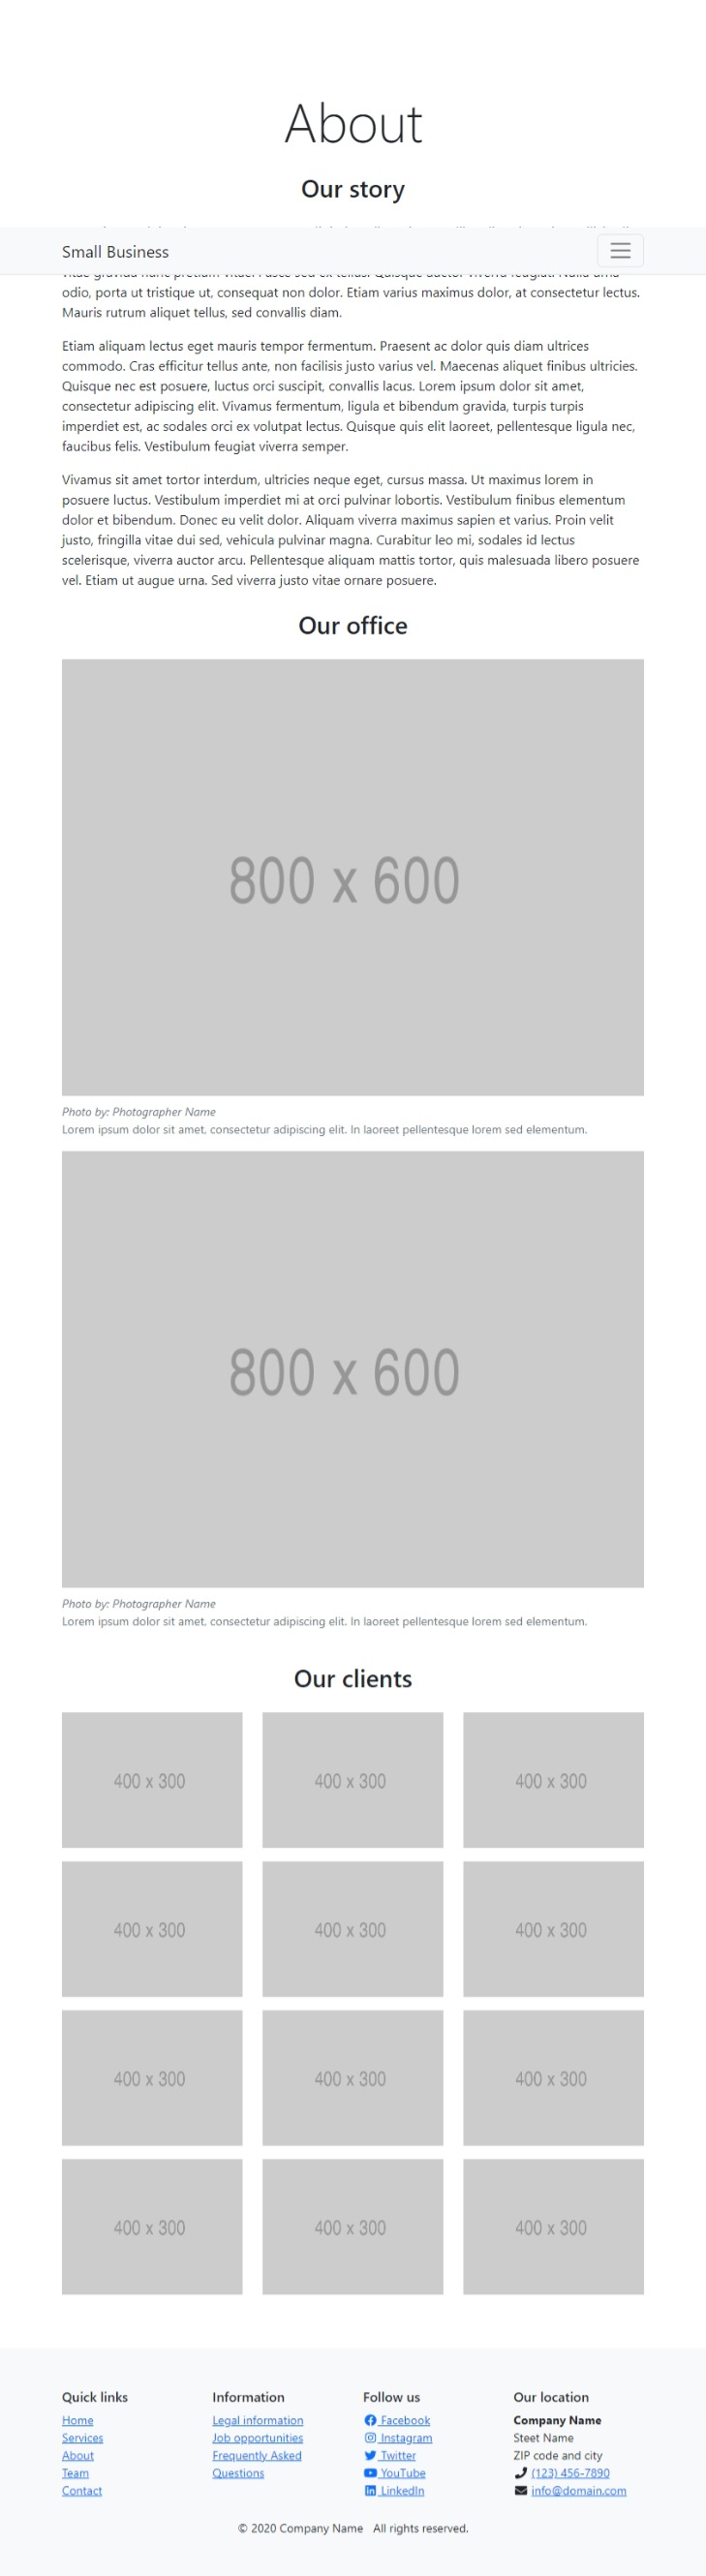 About
Our story
Small Business
odio, porta ut tristique ut, consequat non dolor. Etiam varius maximus dolor, at consectetur lectus.
Mauris rutrum aliquet tellus, sed convallis diam.
Etiam aliquam lectus eget mauris tempor fermentum. Praesent ac dolor quis diam ultrices
commodo. Cras efficitur tellus ante, non facilisis justo varius vel. Maecenas aliquet finibus ultricies.
Quisque nec est posuere, luctus orci suscipit, convallis lacus. Lorem ipsum dolor sit amet,
consectetur adipiscing elit. Vivamus fermentum, ligula et bibendum gravida, turpis turpis
imperdiet est, ac sodales orci ex volutpat lectus. Quisque quis elit laoreet, pellentesque ligula nec,
faucibus felis. Vestibulum feugiat viverra semper.
Vivamus sit amet tortor interdum, ultricies neque eget, cursus massa. Ut maximus lorem in
posuere luctus. Vestibulum imperdiet mi at orci pulvinar lobortis. Vestibulum finibus elementum
dolor et bibendum. Donec eu velit dolor. Aliquam viverra maximus sapien et varius. Proin velit
justo, fringilla vitae dui sed, vehicula pulvinar magna. Curabitur leo mi, sodales id lectus
scelerisque, viverra auctor arcu. Pellentesque aliquam mattis tortor, quis malesuada libero posuere
vel. Etiam ut augue urna. Sed viverra justo vitae ornare posuere.
Our office
800 x 600
Photo by: Photographer Name
Lorem ipsum dolor sit amet, consectetur adipiscing elit. In laoreet pellentesque lorem sed elementum.
800 x 600
Photo by: Photographer Name
Lorem ipsum dolor sit amet, consectetur adipiscing elit. In laoreet pellentesque lorem sed elementum.
Our clients
400 x 300
400 x 300
400 x 300
400 x 300
400 x 300
400 x 300
400 x 300
400 x 300
400 x 300
400 x 300
400 x 300
400 x 300
Quick links
Home
Services
About
Team
Contact
Information
Legal information
Job opportunities
Frequently Asked
Questions
Follow us
Facebook
Instagram
Twitter
YouTube
LinkedIn
Our location
Company Name
Steet Name
ZIP code and city
(123) 456-7890
info@domain.com
© 2020 Company Name All rights reserved.